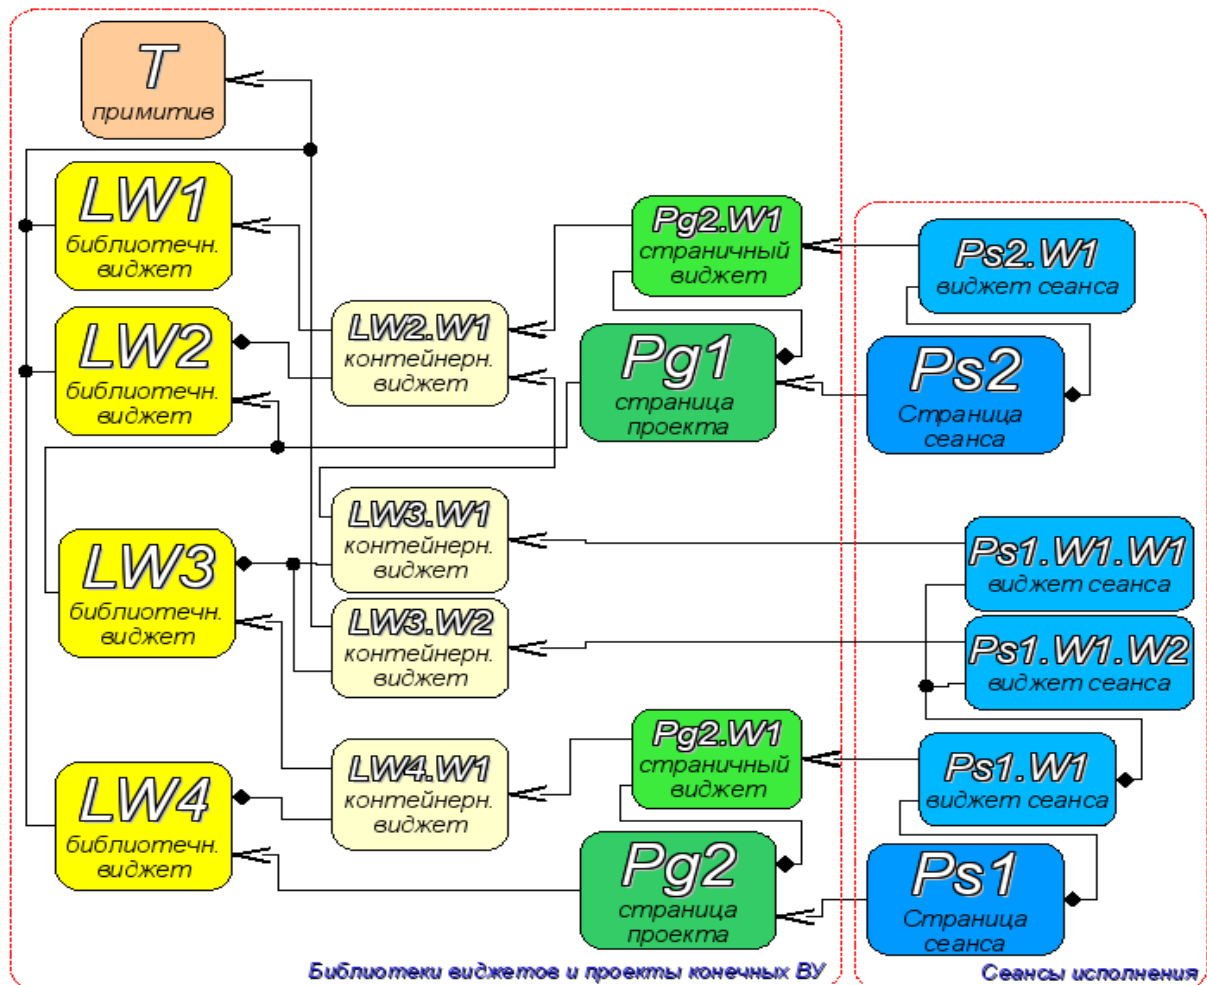 T
примитив
LW1
библиотечн.
виджет
LW2
библиотечн.
виджет
LW3
библиотечн.
виджет
LW4
библиотечн.
виджет
LW2.W1
контейнерн.
виджет
LW3.W1
контейнерн.
виджет
LW3.W2
контейнерн.
виджет
LW4.W1
контейнерн.
виджет
Pg2.W1
страничный
виджет
Pg1
страница
проекта
Pg2.W1
страничный
виджет
Pg2
страница
проекта
Библиотеки виджетов и проекты конечных ВУ
Ps2.W1
виджет сеанса
Ps2
Страница
сеанса
Ps1.W1.W1
виджет сеанса
Ps1.W1.W2
виджет сеанса
Ps1.W1
виджет сеанса
Ps1
Страница
сеанса
Сеансы исполнения